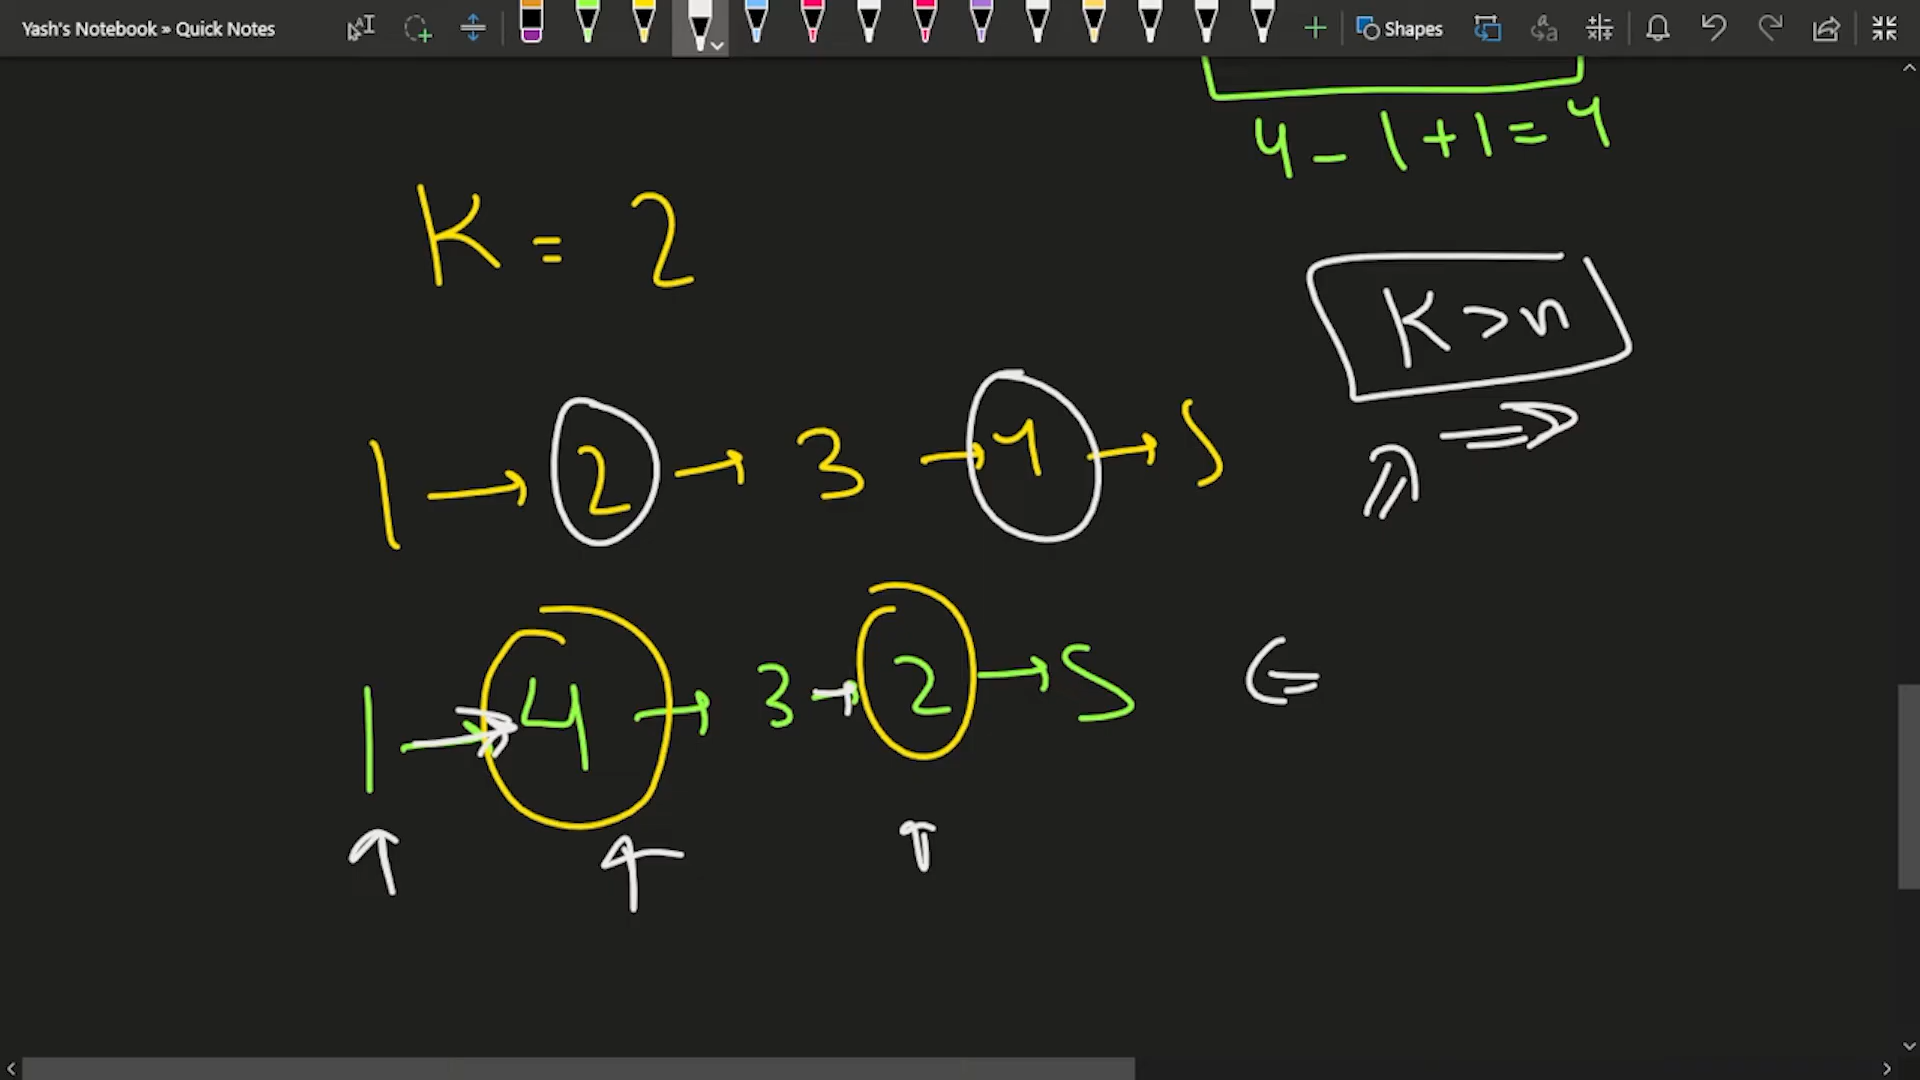 Yash's Notebook » Quick Notes
Shapes
4 - 1 + 1 = 4
K = 2
K > n
1 → 2 → 3 → 4 → 5
1 → 4 → 3 → 2 → 5